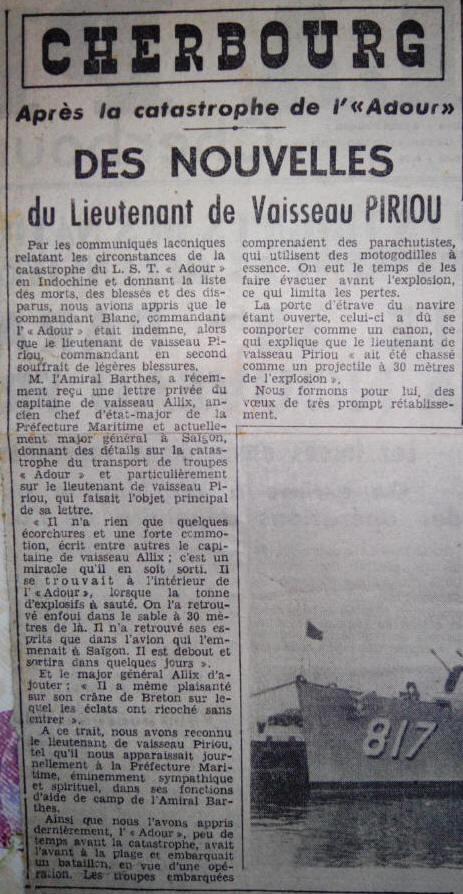 CHERBOURG
Après la catastrophe de l'«Adour»
DES NOUVELLES
du Lieutenant de Vaisseau PIRIOU
Par les communiqués laconiques
relatant les circonstances de la
catastrophe du L. S. T. « Adour »
en Indochine et donnant la liste
des morts, des blessés et des dis-
parus, nous avions appris que le
commandant Blanc, commandant
l' « Adour » était indemne, alors
que le lieutenant de vaisseau Pi-
riou, commandant en second
souffrait de légères blessures.
M. l'Amiral Barthes, a récem-
ment reçu une lettre privée du
capitaine de vaisseau Allix, an-
cien chef d'état-major de la
Préfecture Maritime et actuelle-
ment major général à Saïgon,
donnant des détails sur la catas-
trophe du transport de troupes
« Adour » et particulièrement
sur le lieutenant de vaisseau Pi-
riou, qui faisait l'objet principal
de sa lettre.
« Il n'a rien que quelques
écorchures et une forte commo-
tion, écrit entre autres le capi-
taine de vaisseau Allix ; c'est un
miracle qu'il en soit sorti. Il
se trouvait à l'intérieur de
l' « Adour », lorsque la tonne
d'explosifs à sauté. On l'a retrou-
vé enfoui dans le sable à 30 mè-
tres de là. Il n'a retrouvé ses es-
prits que dans l'avion qui l'em-
menait à Saïgon. Il est debout et
sortira dans quelques jours ».
Et le major général Allix d'a-
jouter : « Il a même plaisanté
sur son crâne de Breton sur le-
quel les éclats ont ricoché sans
entrer ».
A ce trait, nous avons reconnu
le lieutenant de vaisseau Piriou,
tel qu'il nous apparaissait jour-
nellement à la Préfecture Mari-
time, éminemment sympathique
et spirituel, dans ses fonctions
d'aide de camp de l'Amiral Bar-
thes.
Ainsi que nous l'avons appris
dernièrement, l' « Adour », peu de
temps avant la catastrophe, avait
l'avant à la plage et embarquait
un bataillon, en vue d'une opé-
ration. Les troupes embarquées
comprenaient des parachutistes,
qui utilisent des motogodilles à
essence. On eut le temps de les
faire évacuer avant l'explosion,
ce qui limita les pertes.
La porte d'étrave du navire
étant ouverte, celui-ci a dû se
comporter comme un canon, ce
qui explique que le lieutenant de
vaisseau Piriou « ait été chassé
comme un projectile à 30 mètres
de l'explosion ».
Nous formons pour lui, des
vœux de très prompt rétablisse-
ment.
817